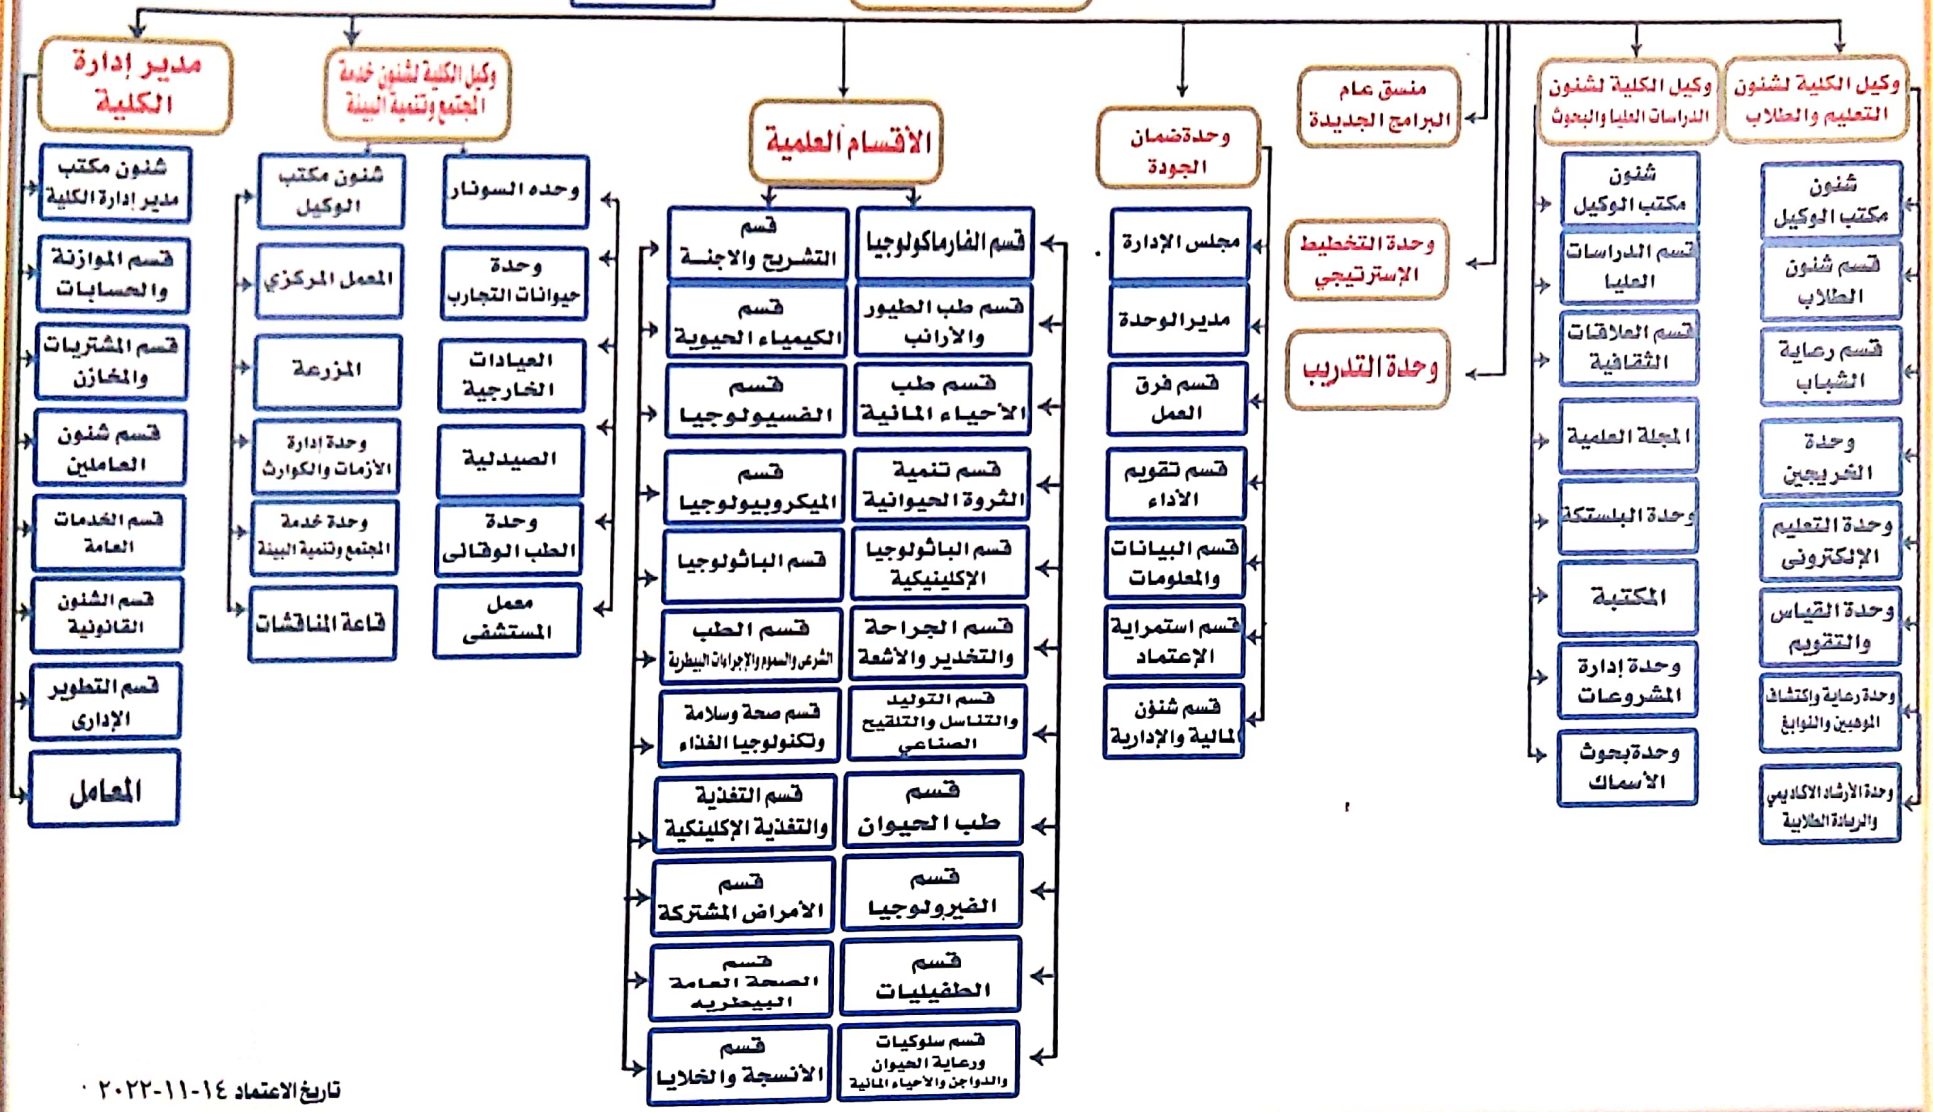 وكيل الكلية لشئون
التعليم والطلاب
شئون
مكتب الوكيل
قسم شئون
الطلاب
قسم رعاية
الشباب
وحدة
الخريجين
وحدة التعليم
الإلكترونى
وحدة القياس
والتقويم
وحدة رعاية وإكتشاف
الموهبين والنوابغ
وحدة الأرشاد الاكاديمي
والريادة الطلابية
وكيل الكلية لشئون
الدراسات العليا والبحوث
شئون
مكتب الوكيل
قسم الدراسات
العليا
قسم العلاقات
الثقافية
المجلة العلمية
وحدة البلستكة
المكتبة
وحدة إدارة
المشروعات
وحدة بحوث
الأسماك
منسق عام
البرامج الجديدة
وحدة التخطيط
الإسترتيجي
وحدة التدريب
وحدة ضمان
الجودة
مجلس الإدارة
مدير الوحدة
قسم فرق
العمل
قسم تقويم
الأداء
قسم البيانات
والمعلومات
قسم استمراية
الإعتماد
قسم شئؤن
المالية والإدارية
الأقسام العلمية
قسم الفارماكولوجيا
قسم طب الطيور
والأرانب
قسم طب
الأحياء المائية
قسم تنمية
الثروة الحيوانية
قسم الباثولوجيا
الإكلينيكية
قسم الجراحة
والتخدير والأشعة
قسم التوليد
والتناسل والتلقيح
الصناعي
قسم
طب الحيوان
قسم
الفيرولوجيا
قسم
الطفيليات
قسم سلوكيات
ورعاية الحيوان
والدواجن والأحياء المائية
قسم
التشريح والاجنة
قسم
الكيمياء الحيوية
قسم
الفسيولوجيا
قسم
الميكروبيولوجيا
قسم الباثولوجيا
قسم الطب
الشرعى والسموم والإجراءات البيطرية
قسم صحة وسلامة
وتكنولوجيا الغذاء
قسم التغذية
والتغذية الإكلينكية
قسم
الأمراض المشتركة
قسم
الصحة العامة
البيطريه
قسم
الأنسجة والخلايا
وكيل الكلية لشئون خدمة
المجتمع وتنمية البيئة
وحده السونار
وحدة
حيوانات التجارب
العيادات
الخارجية
الصيدلية
وحدة
الطب الوقائى
معمل
المستشفى
شئون مكتب
الوكيل
المعمل المركزي
المزرعة
وحدة إدارة
الأزمات والكوارث
وحدة خدمة
المجتمع وتنمية البيئة
قاعة المناقشات
مدير إدارة
الكلية
شئون مكتب
مدير إدارة الكلية
قسم الموازنة
والحسابات
قسم المشتريات
والمخازن
قسم شئون
العاملين
قسم الخدمات
العامة
قسم الشئون
القانونية
قسم التطوير
الإدارى
المعامل
تاريخ الاعتماد ١٤-١١-٢٠٢٢